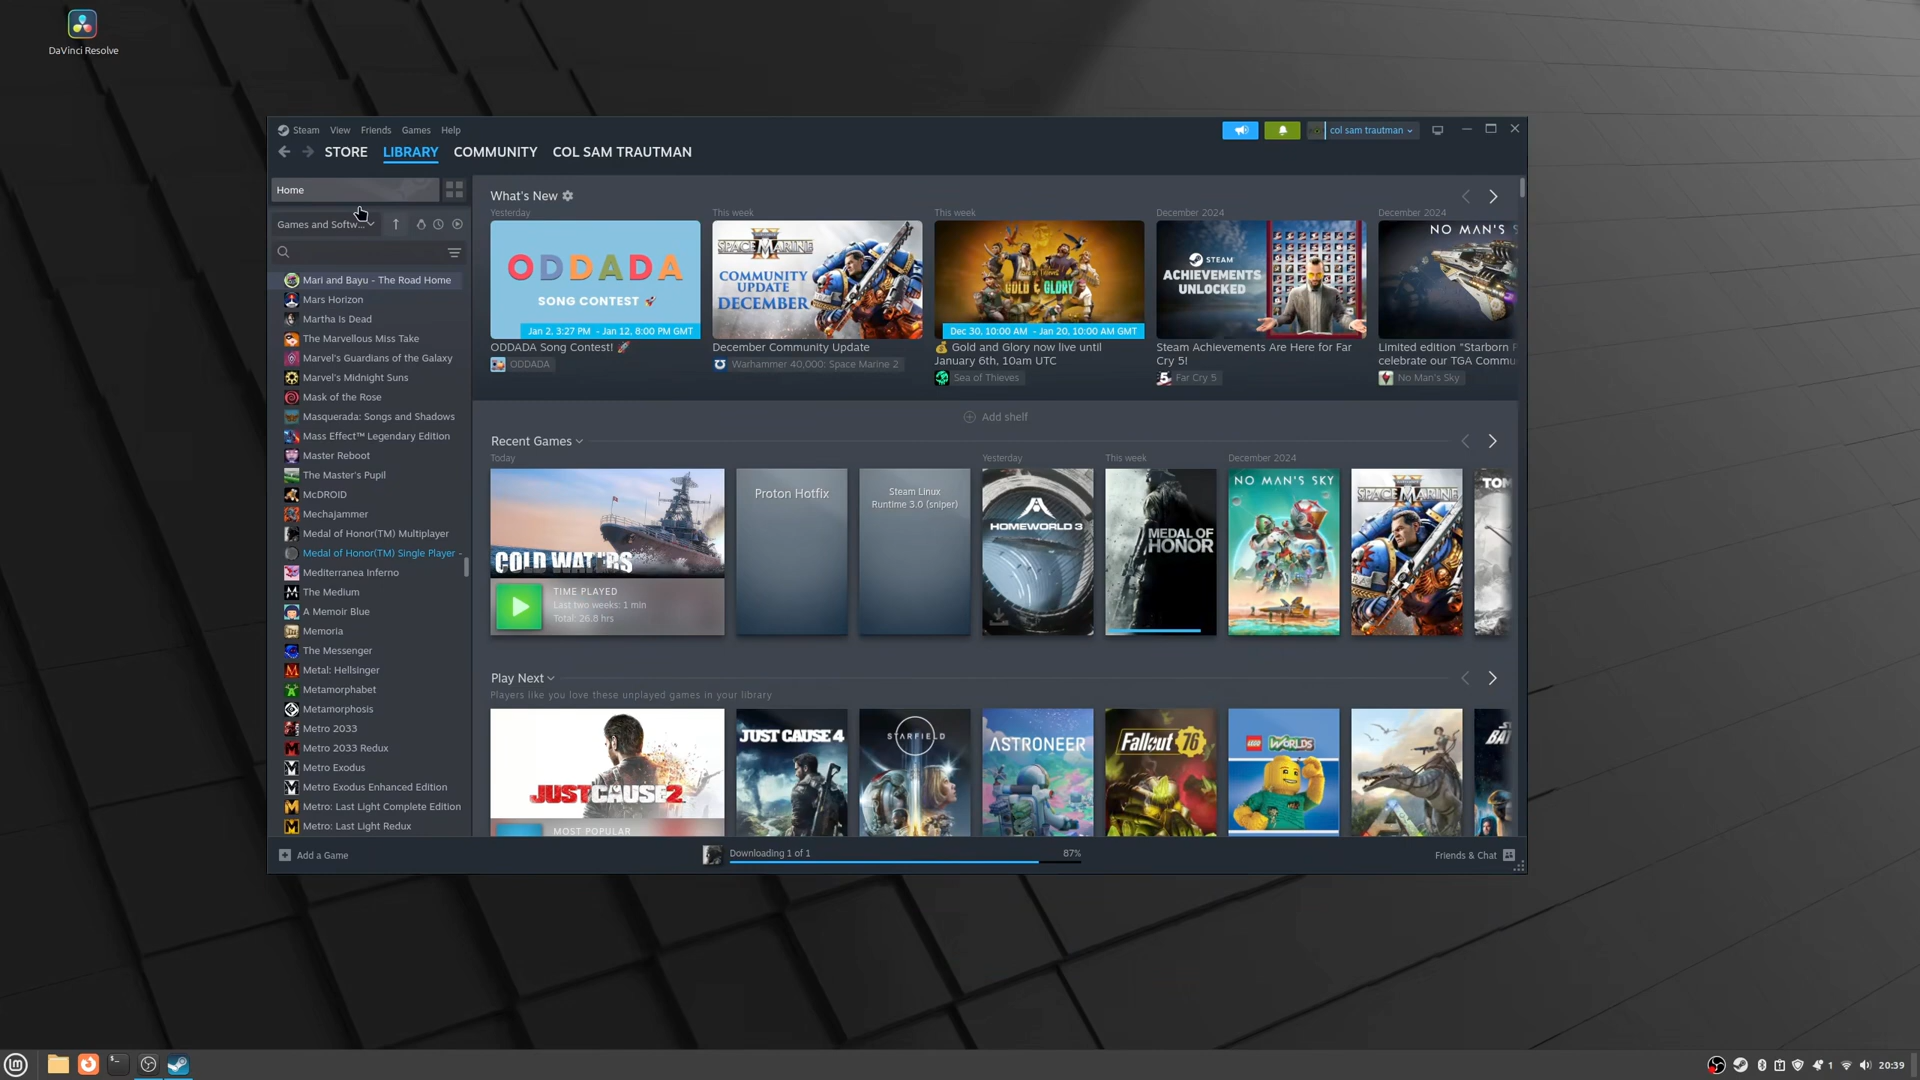 DaVinci Resolve
Steam View Friends Games Help
col sam trautman
STORE LIBRARY COMMUNITY COL SAM TRAUTMAN
Home
Games and Softw...
Mari and Bayu - The Road Home
Mars Horizon
Martha Is Dead
The Marvellous Miss Take
Marvel's Guardians of the Galaxy
Marvel's Midnight Suns
Mask of the Rose
Masquerada: Songs and Shadows
Mass Effect™ Legendary Edition
Master Reboot
The Master's Pupil
McDROID
Mechajammer
Medal of Honor(TM) Multiplayer
Medal of Honor(TM) Single Player -
Mediterranea Inferno
The Medium
A Memoir Blue
Memoria
The Messenger
Metal: Hellsinger
Metamorphabet
Metamorphosis
Metro 2033
Metro 2033 Redux
Metro Exodus
Metro Exodus Enhanced Edition
Metro: Last Light Complete Edition
Metro: Last Light Redux
What's New
Yesterday
ODDADA
SONG CONTEST
Jan 2, 3:27 PM - Jan 12, 8:00 PM GMT
ODDADA Song Contest!
ODDADA
This week
SPACE MARINE
COMMUNITY
UPDATE
DECEMBER
December Community Update
Warhammer 40,000: Space Marine 2
This week
GOLD & GLORY
Dec 30, 10:00 AM - Jan 20, 10:00 AM GMT
Gold and Glory now live until
January 6th, 10am UTC
Sea of Thieves
December 2024
STEAM
ACHIEVEMENTS
UNLOCKED
Steam Achievements Are Here for Far
Cry 5!
Far Cry 5
December 2024
NO MAN'S S
Limited edition "Starborn
celebrate our TGA Commu
No Man's Sky
Add shelf
Recent Games
Today
COLD WATERS
TIME PLAYED
Last two weeks: 1 min
Total: 26.8 hrs
Proton Hotfix
Steam Linux
Runtime 3.0 (sniper)
Yesterday
HOMEWORLD 3
This week
MEDAL OF
HONOR
December 2024
NO MAN'S SKY
SPACE MARINE
TOM
Play Next
Players like you love these unplayed games in your library
JUST CAUSE 2
MOST POPULAR
JUST CAUSE 4
STARFIELD
ASTRONEER
Fallout 76
LEGO WORLDS
ARK
BAT
Add a Game
Downloading 1 of 1
87%
Friends & Chat
1
20:39